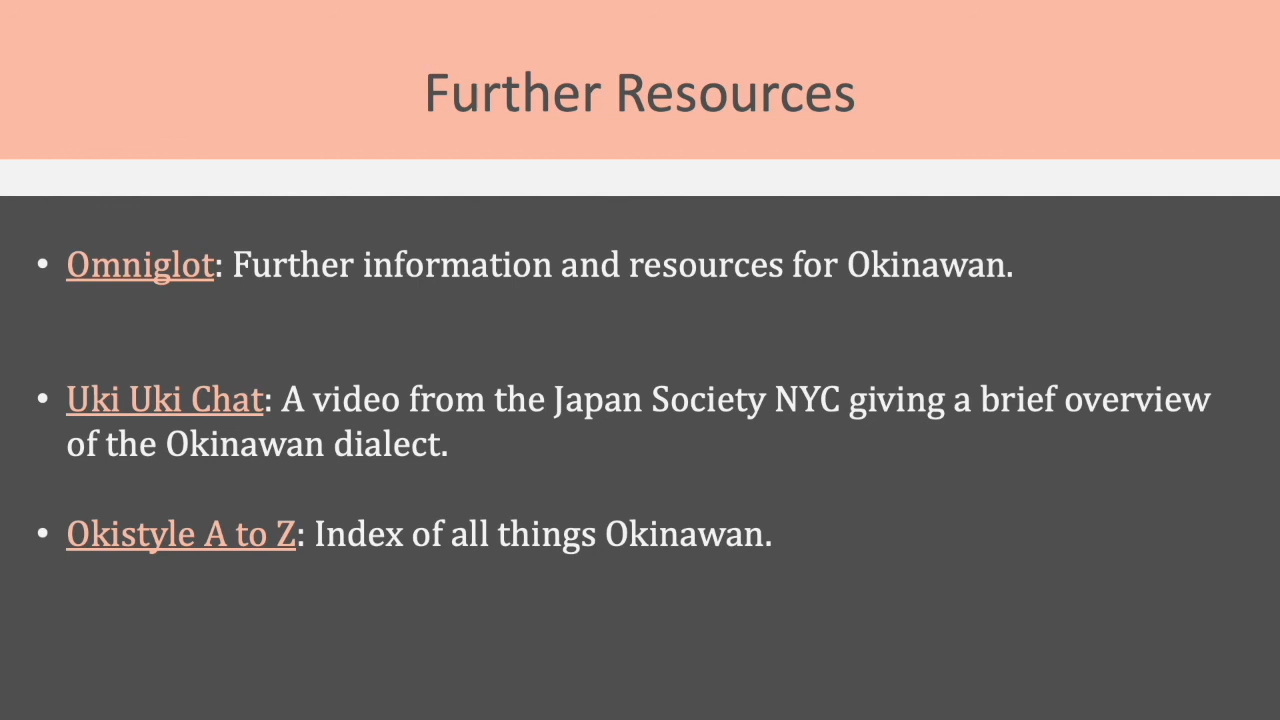 Further Resources
• Omniglot: Further information and resources for Okinawan.
• Uki Uki Chat: A video from the Japan Society NYC giving a brief overview
of the Okinawan dialect.
• Okistyle A to Z: Index of all things Okinawan.